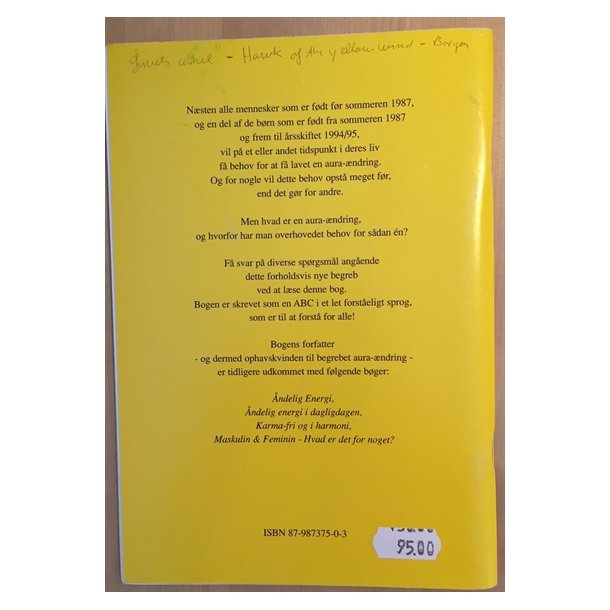 cirkel" - Hawk of the yellow wind - Borgen
Næsten alle mennesker som er født før sommeren 1987,
og en del af de børn som er født fra sommeren 1987
og frem til årsskiftet 1994/95,
vil på et eller andet tidspunkt i deres liv
få behov for at få lavet en aura-ændring.
Og for nogle vil dette behov opstå meget før,
end det gør for andre.
Men hvad er en aura-ændring,
og hvorfor har man overhovedet behov for sådan én?
Få svar på diverse spørgsmål angående
dette forholdsvis nye begreb
ved at læse denne bog.
Bogen er skrevet som en ABC i et let forståeligt sprog,
som er til at forstå for alle!
Bogens forfatter
- og dermed ophavskvinden til begrebet aura-ændring -
er tidligere udkommet med følgende bøger:
Åndelig Energi,
Åndelig energi i dagligdagen,
Karma-fri og i harmoni,
Maskulin & Feminin - Hvad er det for noget?
ISBN 87-987375-0-3
95.00